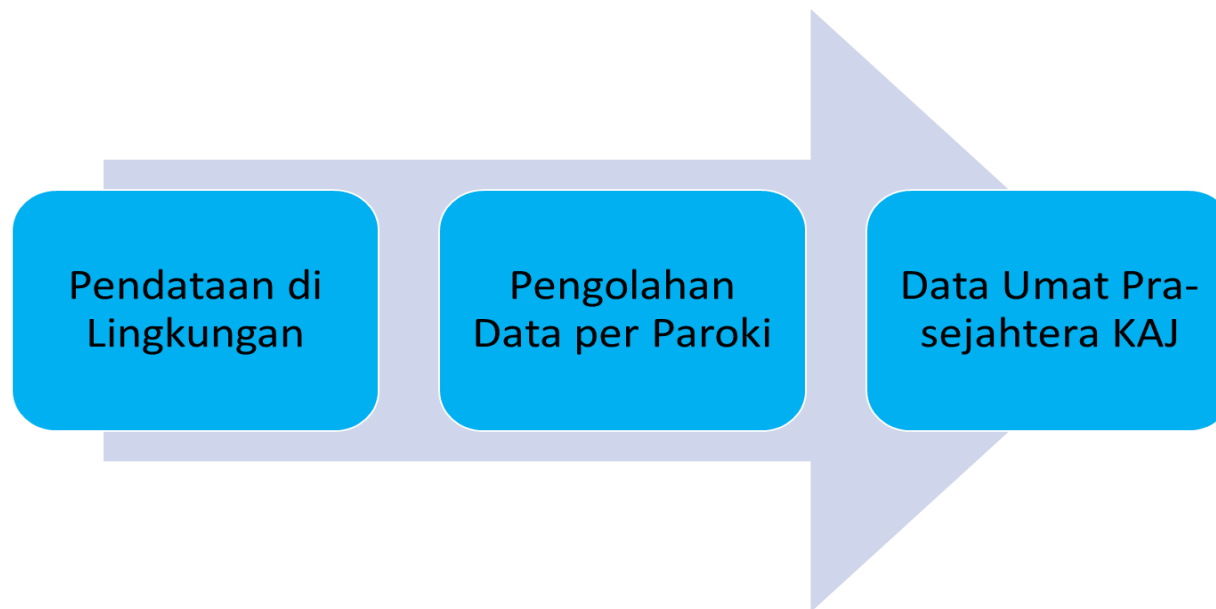 Pendataan di
Lingkungan
Pengolahan
Data per Paroki
Data Umat Pra-
sejahtera KAJ